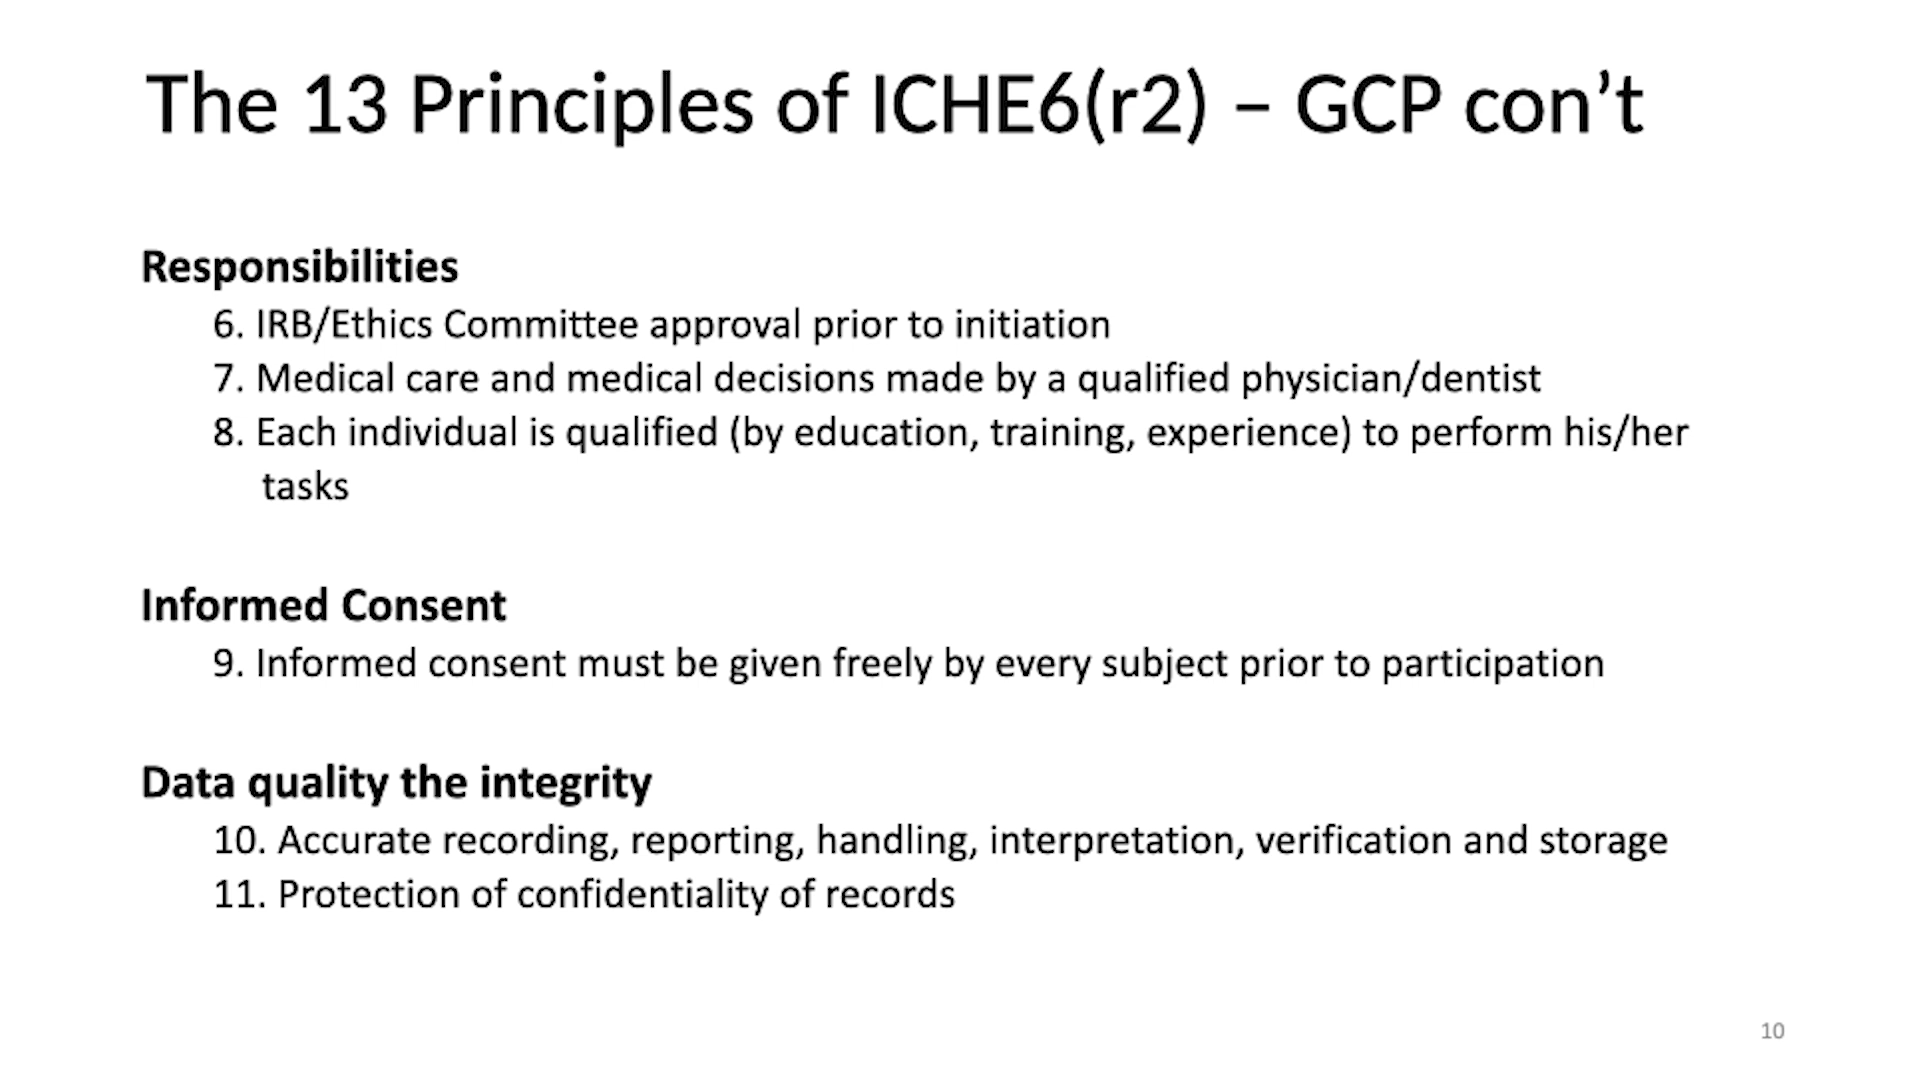 The 13 Principles of ICHE6(r2) – GCP con’t
Responsibilities
6. IRB/Ethics Committee approval prior to initiation
7. Medical care and medical decisions made by a qualified physician/dentist
8. Each individual is qualified (by education, training, experience) to perform his/her
tasks
Informed Consent
9. Informed consent must be given freely by every subject prior to participation
Data quality the integrity
10. Accurate recording, reporting, handling, interpretation, verification and storage
11. Protection of confidentiality of records
10